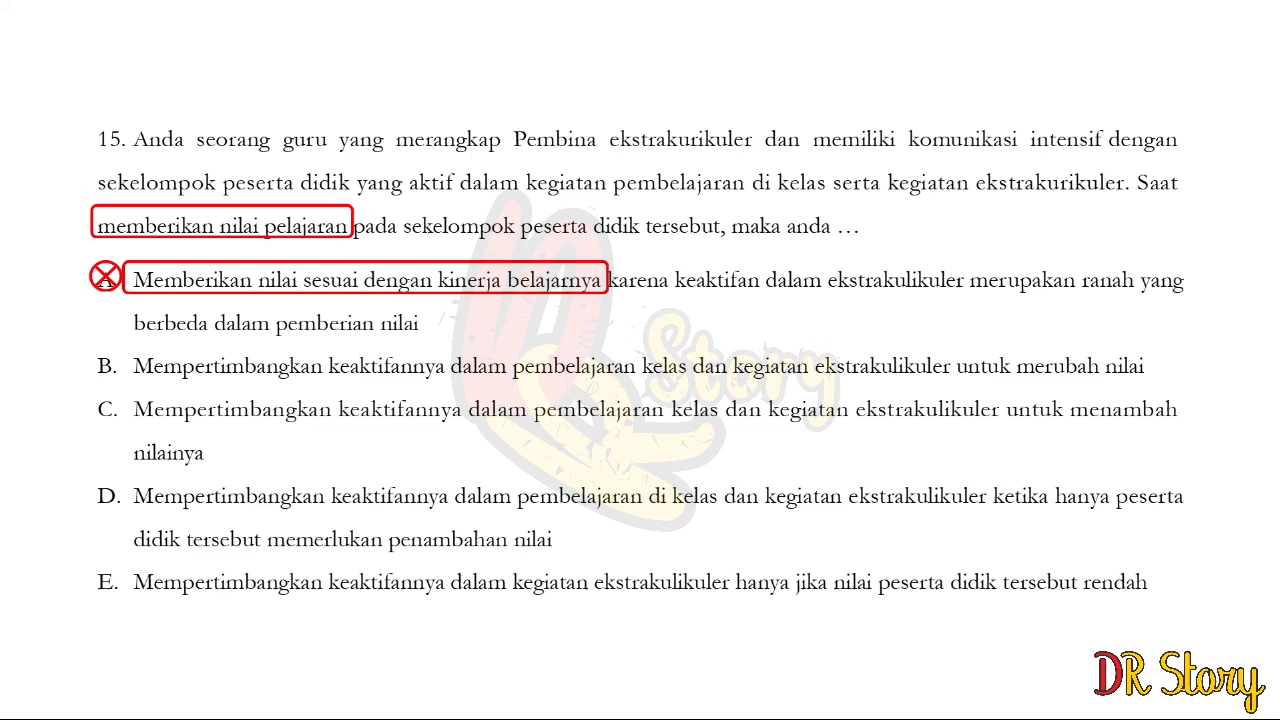 15. Anda seorang guru yang merangkap Pembina ekstrakurikuler dan memiliki komunikasi intensif dengan
sekelompok peserta didik yang aktif dalam kegiatan pembelajaran di kelas serta kegiatan ekstrakurikuler. Saat
memberikan nilai pelajaran pada sekelompok peserta didik tersebut, maka anda …
A. Memberikan nilai sesuai dengan kinerja belajarnya karena keaktifan dalam ekstrakulikuler merupakan ranah yang
berbeda dalam pemberian nilai
B. Mempertimbangkan keaktifannya dalam pembelajaran kelas dan kegiatan ekstrakulikuler untuk merubah nilai
C. Mempertimbangkan keaktifannya dalam pembelajaran kelas dan kegiatan ekstrakulikuler untuk menambah
nilainya
D. Mempertimbangkan keaktifannya dalam pembelajaran di kelas dan kegiatan ekstrakulikuler ketika hanya peserta
didik tersebut memerlukan penambahan nilai
E. Mempertimbangkan keaktifannya dalam kegiatan ekstrakulikuler hanya jika nilai peserta didik tersebut rendah
Story
DR Story